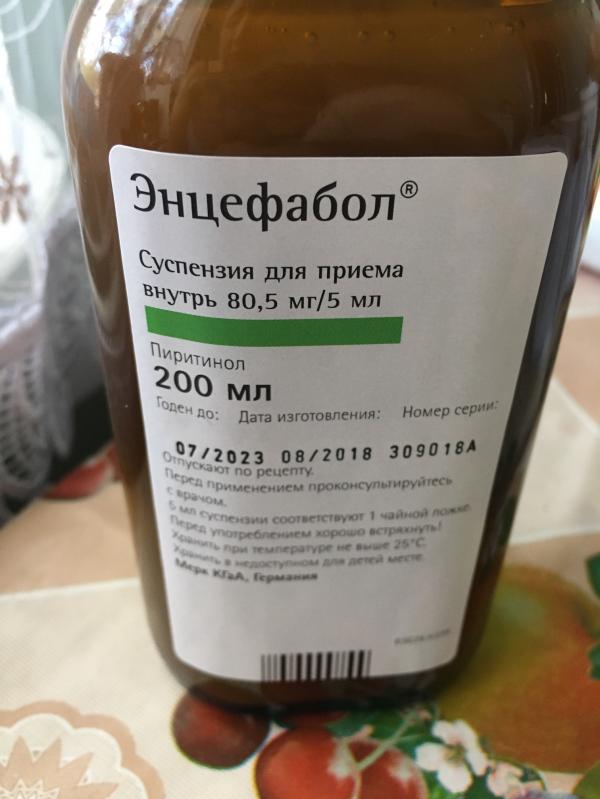 Энцефабол®
Суспензия для приема
внутрь 80,5 мг/5 мл
Пиритинол
200 мл
Годен до: Дата изготовления: Номер серии:
07/2023 08/2018 309018A
Отпускают по рецепту.
Перед применением проконсультируйтесь
с врачом.
5 мл суспензии соответствуют 1 чайной ложке.
Перед употреблением хорошо встряхнуть!
Хранить при температуре не выше 25°C.
Хранить в недоступном для детей месте.
Мерк КГаА, Германия